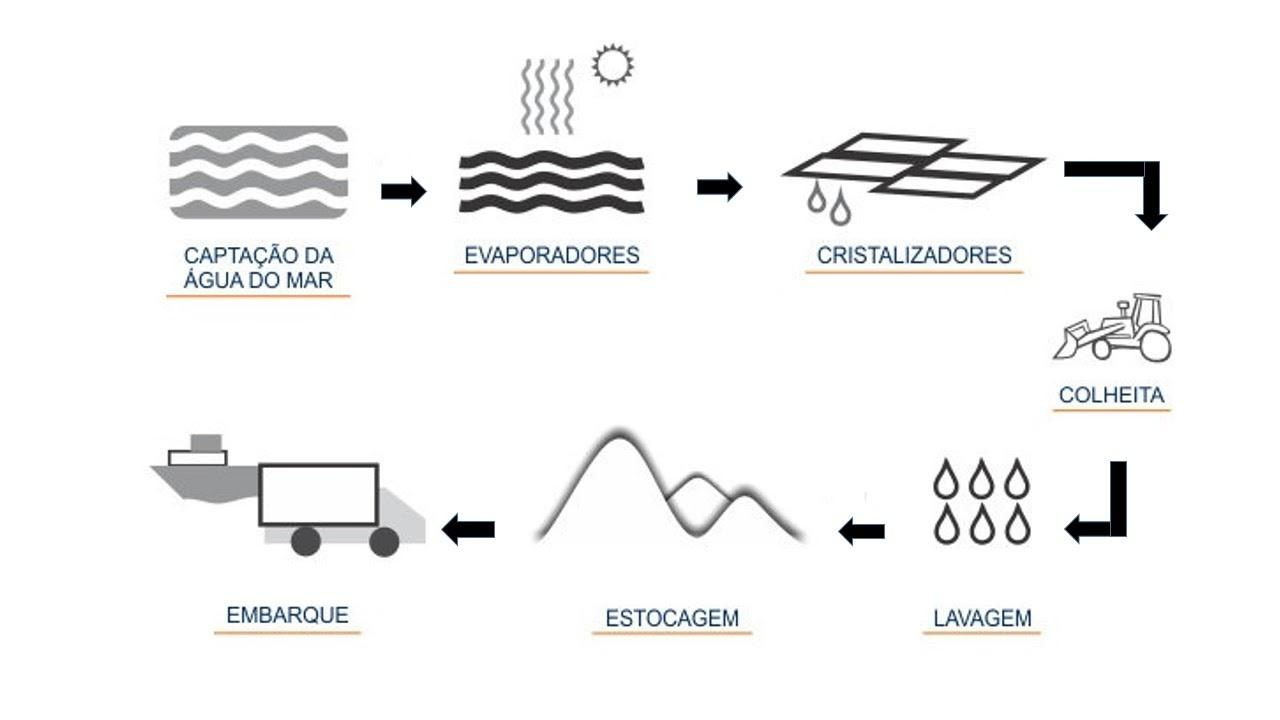 CAPTAÇÃO DA
ÁGUA DO MAR
EVAPORADORES
CRISTALIZADORES
COLHEITA
LAVAGEM
ESTOCAGEM
EMBARQUE